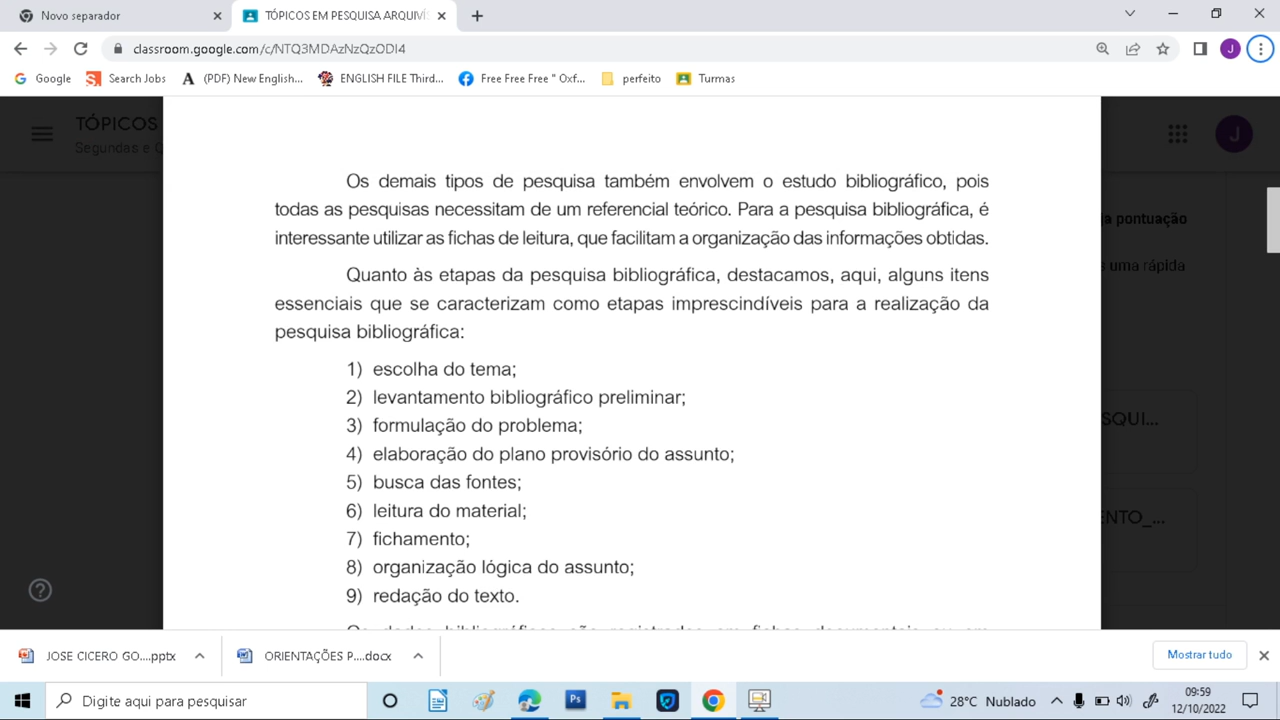 Novo separador
TÓPICOS EM PESQUISA ARQUIVÍS
classroom.google.com/c/NTQ3MDAzNzQzODI4
J
Google
Search Jobs
(PDF) New English...
ENGLISH FILE Third...
Free Free Free " Oxf...
perfeito
Turmas
TÓPICOS
Segundas e Q
J
Os demais tipos de pesquisa também envolvem o estudo bibliográfico, pois
todas as pesquisas necessitam de um referencial teórico. Para a pesquisa bibliográfica, é
interessante utilizar as fichas de leitura, que facilitam a organização das informações obtidas.
ja pontuação
s uma rápida
Quanto às etapas da pesquisa bibliográfica, destacamos, aqui, alguns itens
essenciais que se caracterizam como etapas imprescindíveis para a realização da
pesquisa bibliográfica:
1) escolha do tema;
2) levantamento bibliográfico preliminar;
3) formulação do problema;
4) elaboração do plano provisório do assunto;
5) busca das fontes;
6) leitura do material;
7) fichamento;
8) organização lógica do assunto;
9) redação do texto.
ESQUI...
ENTO_...
JOSE CICERO GO....pptx
ORIENTAÇÕES P....docx
Mostrar tudo
Digite aqui para pesquisar
28°C Nublado
09:59
12/10/2022